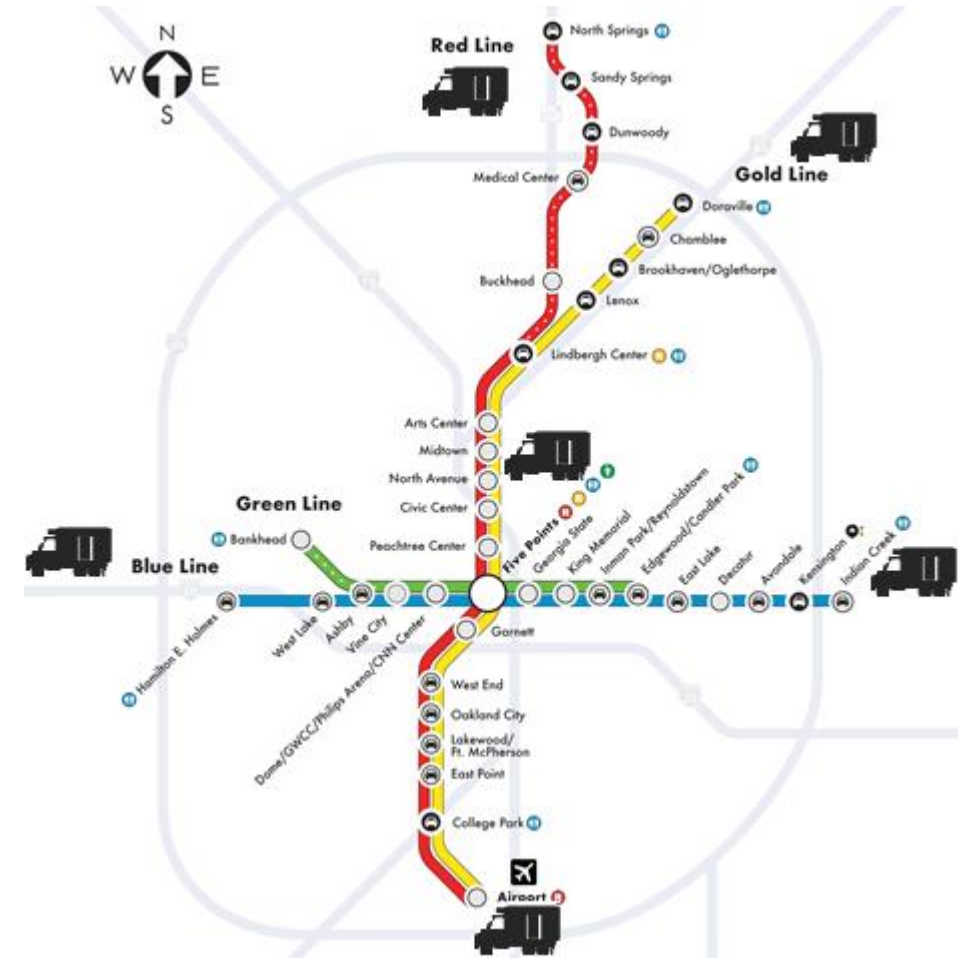 N
W E
S
Red Line
North Springs
Sandy Springs
Dunwoody
Medical Center
Gold Line
Doraville
Chamblee
Brookhaven/Oglethorpe
Buckhead
Lenox
Lindbergh Center
Arts Center
Midtown
North Avenue
Civic Center
Peachtree Center
Green Line
Bankhead
Blue Line
Hamilton E. Holmes
West Lake
Ashby
Vine City
Dome/GWCC/Philips Arena/CNN Center
Five Points
Georgia State
King Memorial
Inman Park/Reynoldstown
Edgewood/Candler Park
East Lake
Decatur
Avondale
Kensington
Indian Creek
Garnett
West End
Oakland City
Lakewood/
Ft. McPherson
East Point
College Park
Airport